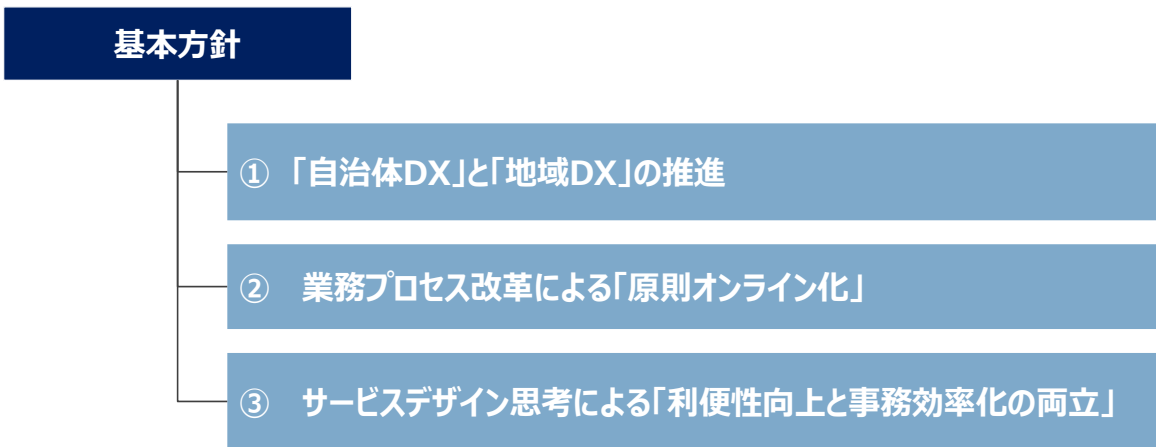 基本方針
① 「自治体DX」と「地域DX」の推進
② 業務プロセス改革による「原則オンライン化」
③ サービスデザイン思考による「利便性向上と事務効率化の両立」